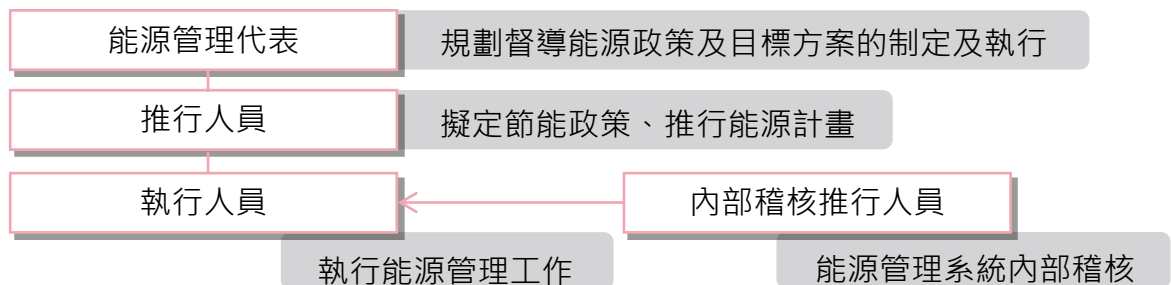 能源管理代表
規劃督導能源政策及目標方案的制定及執行
推行人員
擬定節能政策、推行能源計畫
執行人員
內部稽核推行人員
執行能源管理工作
能源管理系統內部稽核